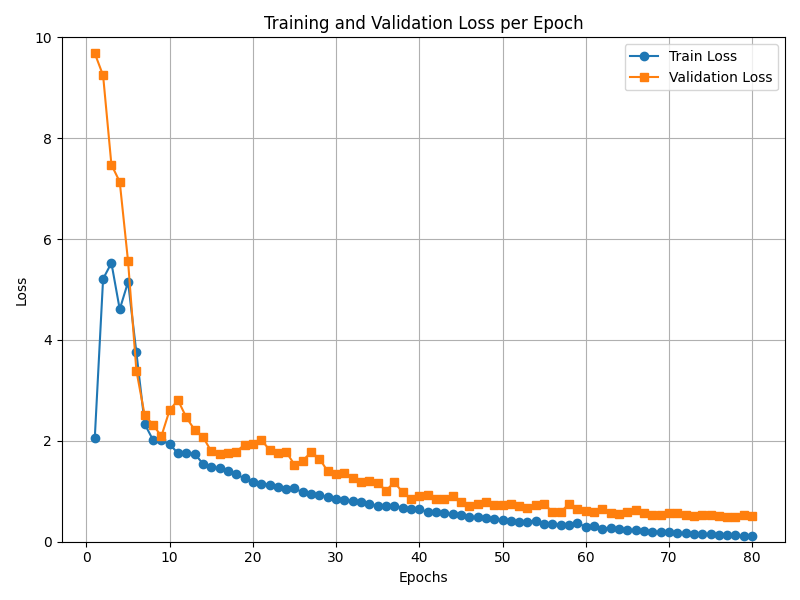 Training and Validation Loss per Epoch
Train Loss
Validation Loss
10
8
6
4
2
0
Loss
0 10 20 30 40 50 60 70 80
Epochs